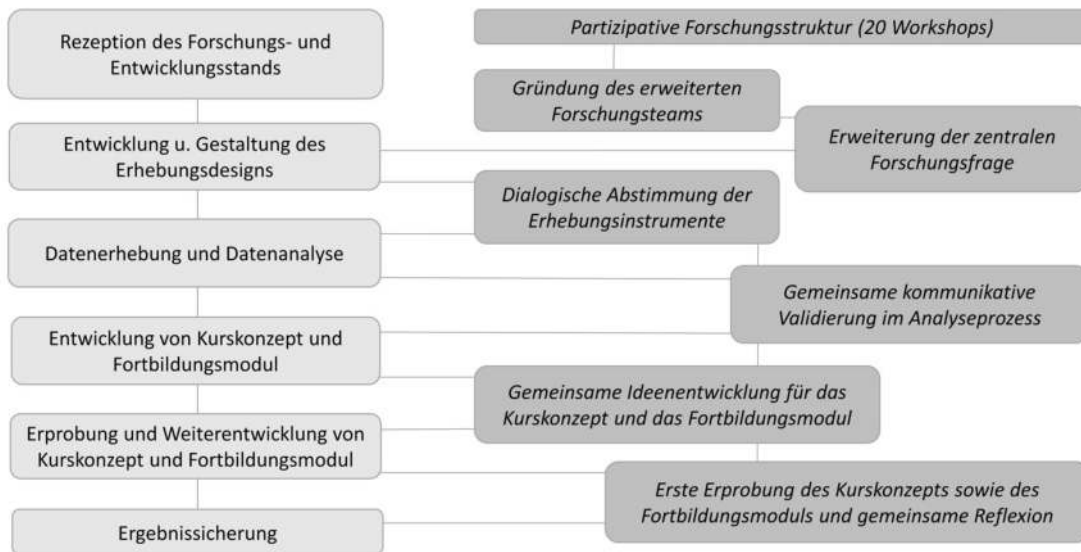 Rezeption des Forschungs- und
Entwicklungsstands
Entwicklung u. Gestaltung des
Erhebungsdesigns
Datenerhebung und Datenanalyse
Entwicklung von Kurskonzept und
Fortbildungsmodul
Erprobung und Weiterentwicklung von
Kurskonzept und Fortbildungsmodul
Ergebnissicherung
Partizipative Forschungsstruktur (20 Workshops)
Gründung des erweiterten
Forschungsteams
Erweiterung der zentralen
Forschungsfrage
Dialogische Abstimmung der
Erhebungsinstrumente
Gemeinsame kommunikative
Validierung im Analyseprozess
Gemeinsame Ideenentwicklung für das
Kurskonzept und das Fortbildungsmodul
Erste Erprobung des Kurskonzepts sowie des
Fortbildungsmoduls und gemeinsame Reflexion